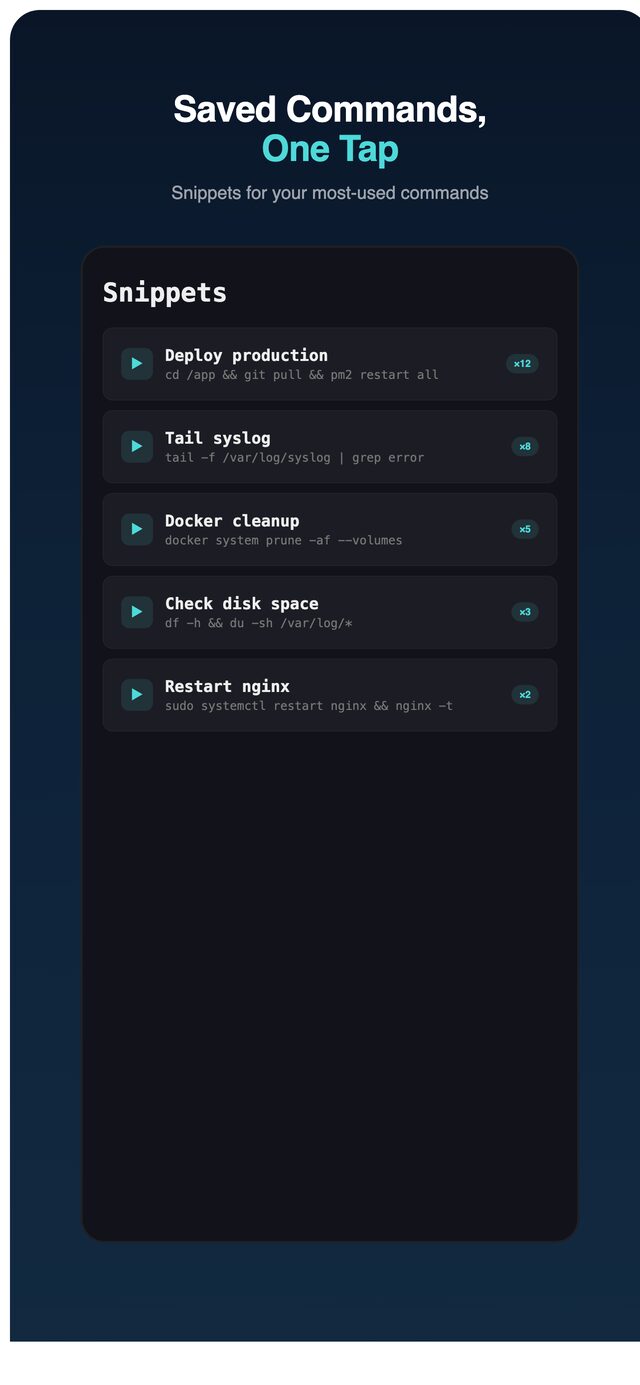 Saved Commands,
One Tap
Snippets for your most-used commands
Snippets
Deploy production
cd /app && git pull && pm2 restart all
×12
Tail syslog
tail -f /var/log/syslog | grep error
×8
Docker cleanup
docker system prune -af --volumes
×5
Check disk space
df -h && du -sh /var/log/*
×3
Restart nginx
sudo systemctl restart nginx && nginx -t
×2